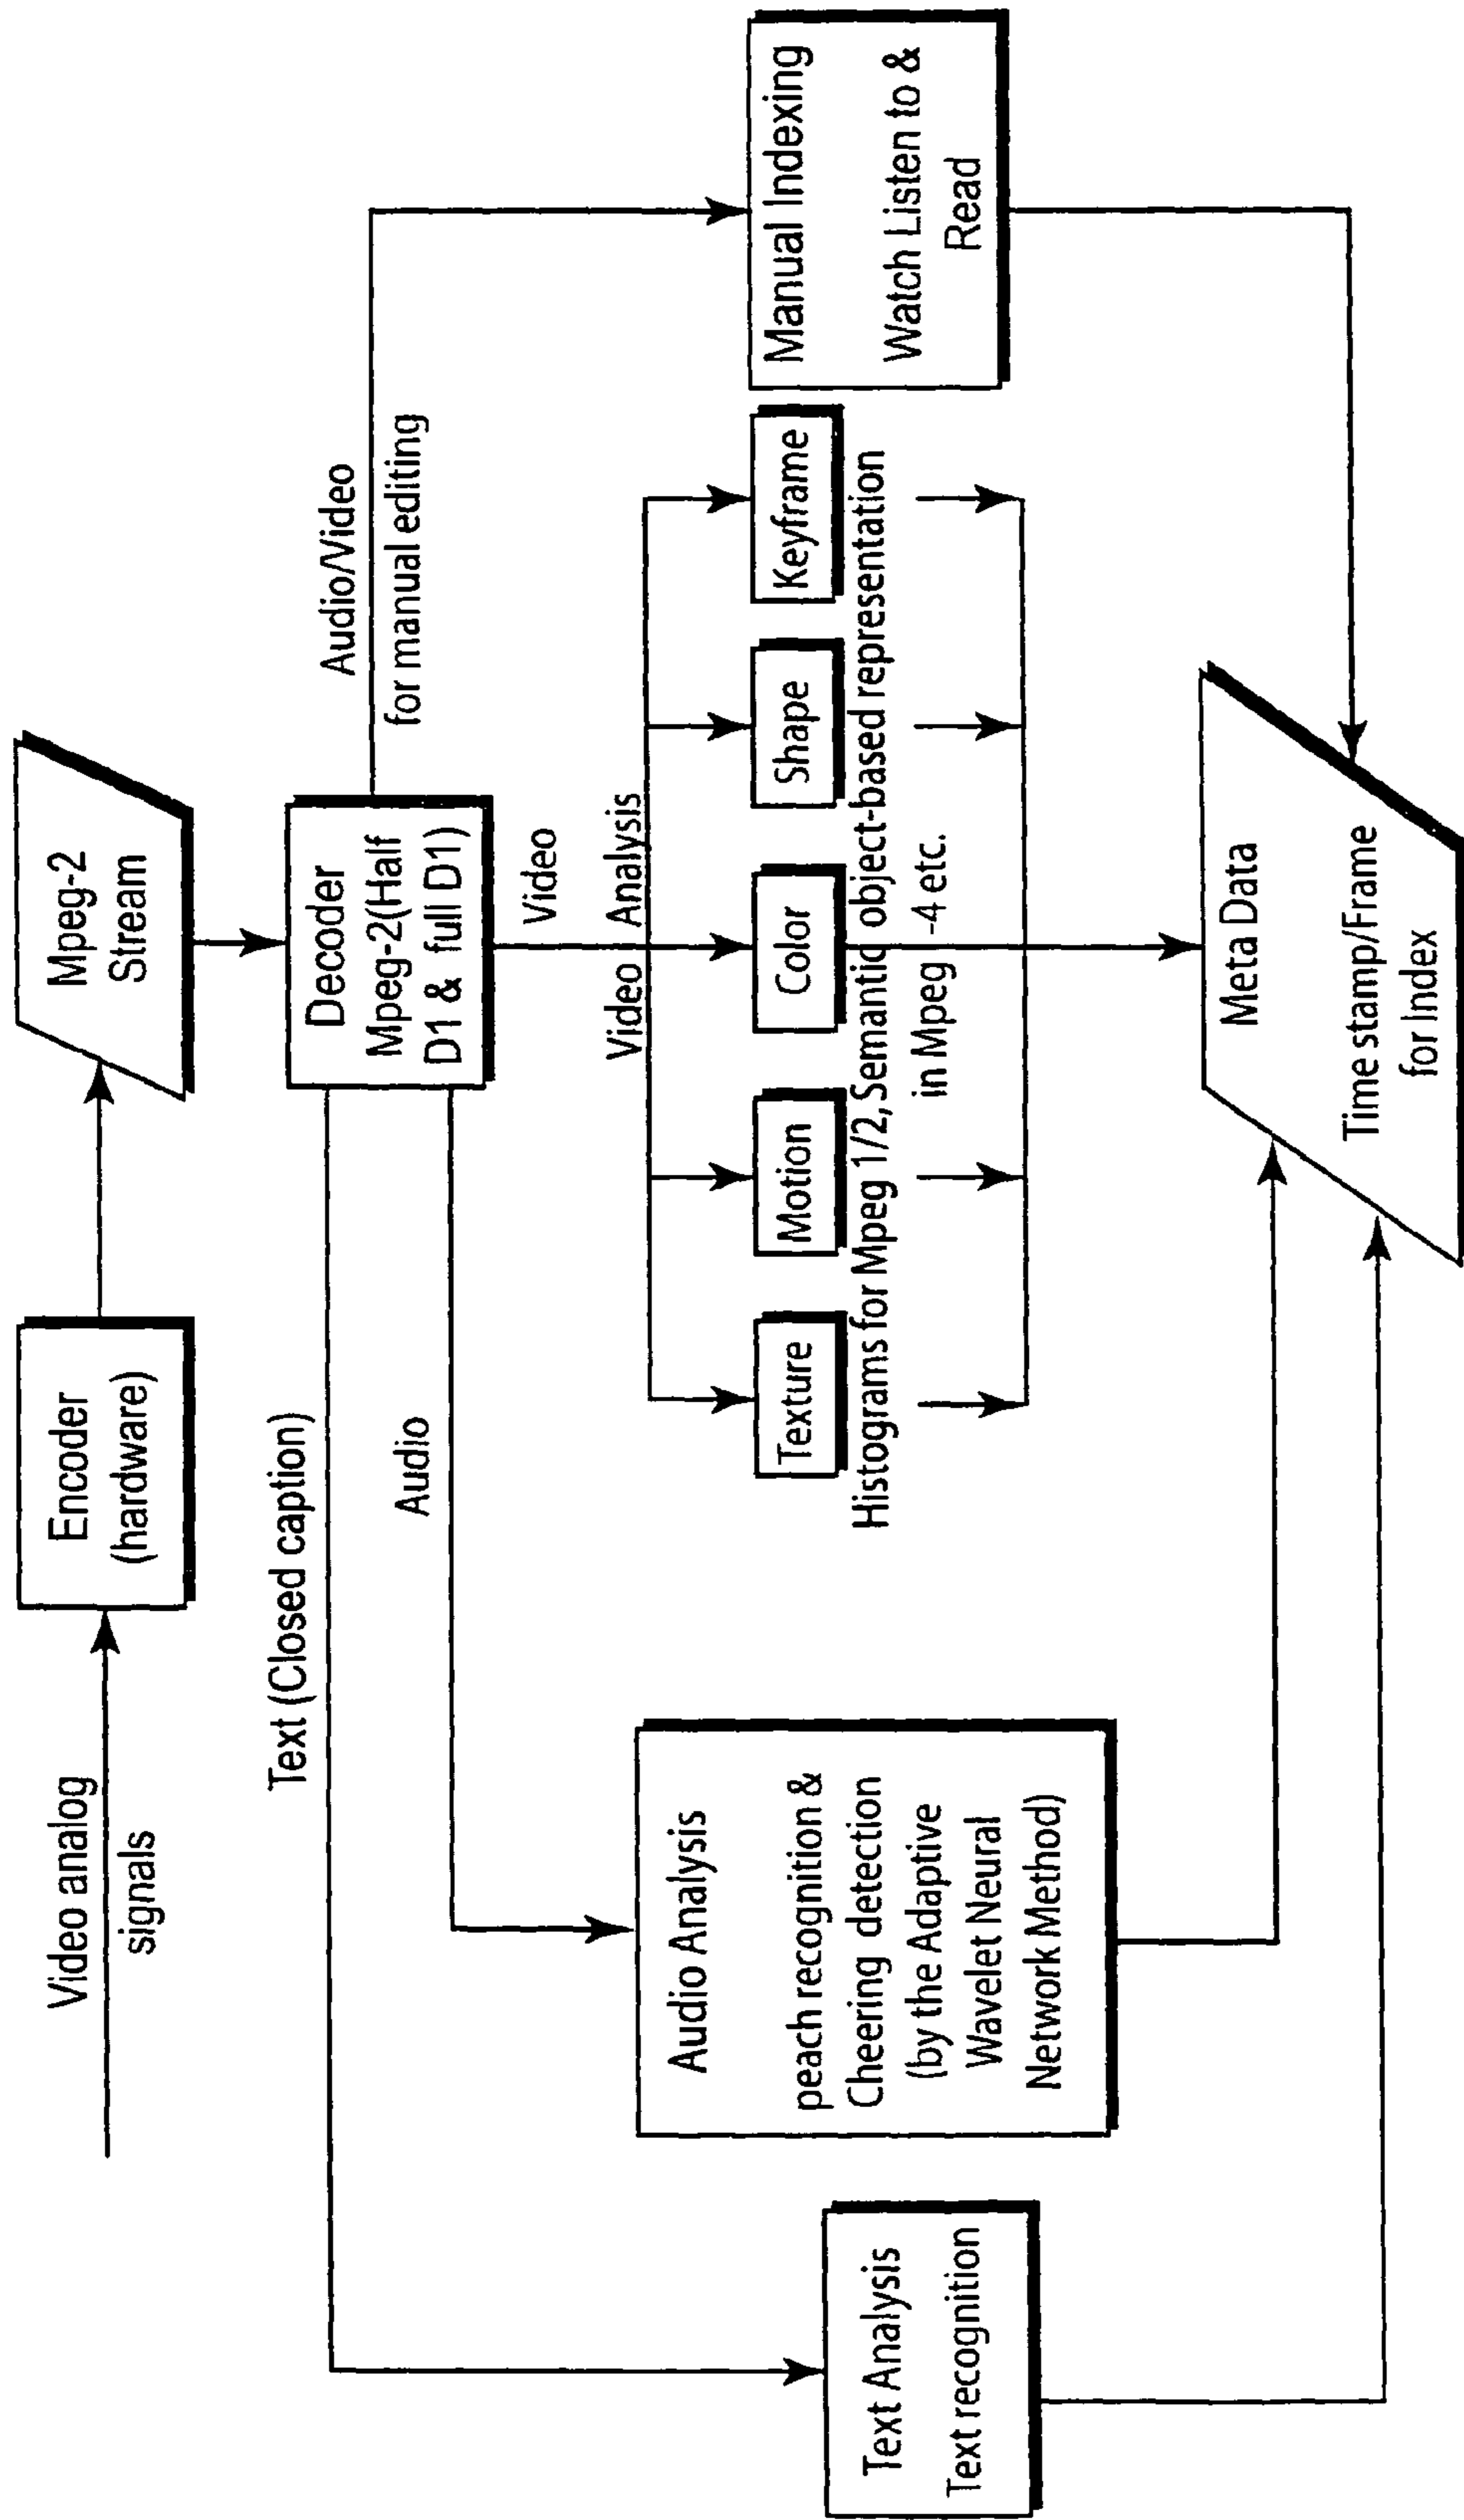 Video analog
signals
Encoder
(hardware)
Mpeg-2
Stream
Text (Closed caption)
Audio
Decoder
Mpeg-2(Half
D1 & full D1)
Audio/Video
for manual editing
Video
Video Analysis
Text Analysis
Text recognition
Audio Analysis
peach recognition &
Cheering detection
(by the Adaptive
Wavelet Neural
Network Method)
Texture
Motion
Color
Shape
Keyframe
Histograms for Mpeg 1/2, Semantic object-based representation
in Mpeg -4 etc.
Manual Indexing
Watch Listen to &
Read
Meta Data
Time stamp/Frame
for Index